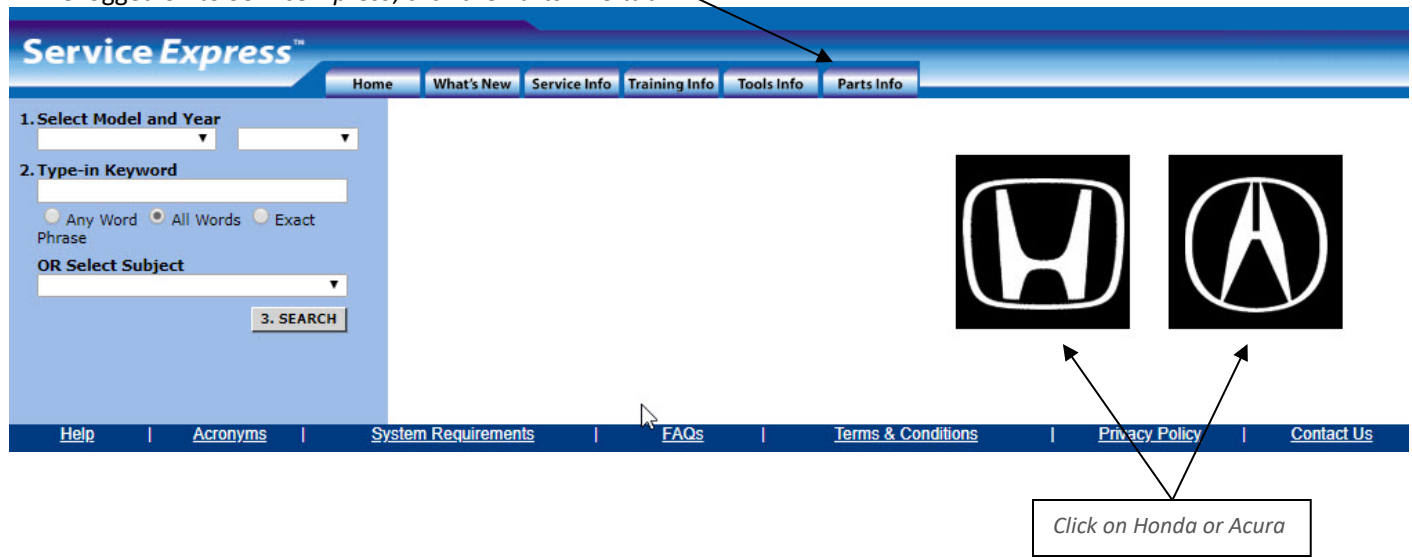 Service Express™
Home What's New Service Info Training Info Tools Info Parts Info
1. Select Model and Year
2. Type-in Keyword
Any Word All Words Exact
Phrase
OR Select Subject
3. SEARCH
Help | Acronyms | System Requirements | FAQs | Terms & Conditions | Privacy Policy | Contact Us
Click on Honda or Acura